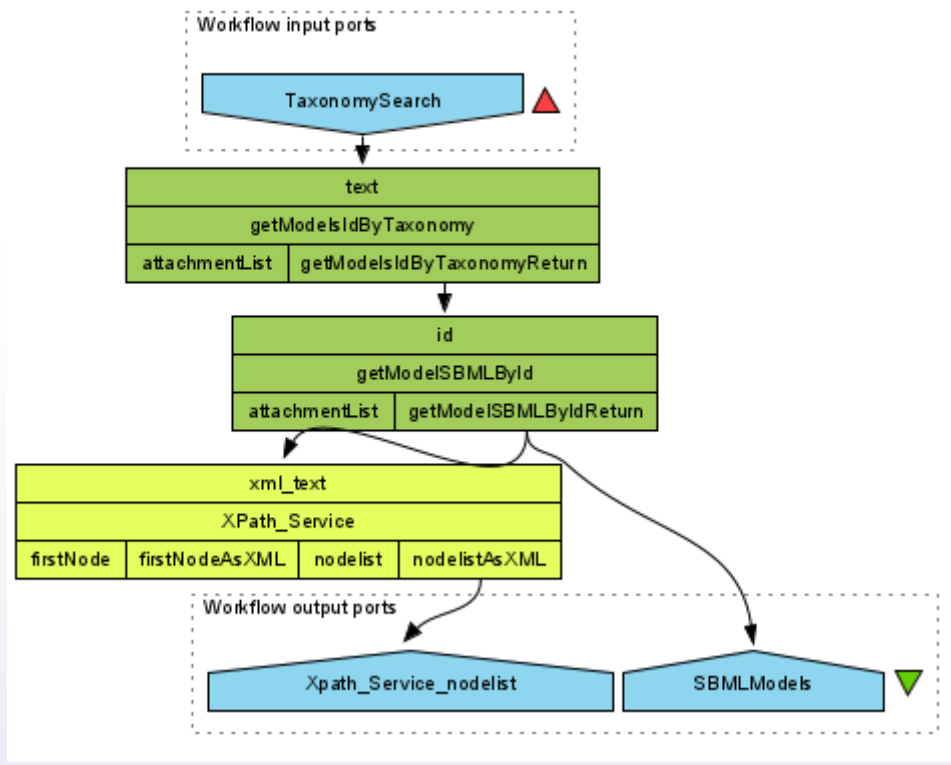 Workflow input ports
TaxonomySearch
text
getModelsIdByTaxonomy
attachmentList getModelsIdByTaxonomyReturn
id
getModelSBMLById
attachmentList getModelSBMLByIdReturn
xml_text
XPath_Service
firstNode firstNodeAsXML nodelist nodelistAsXML
Workflow output ports
Xpath_Service_nodelist SBMLModels